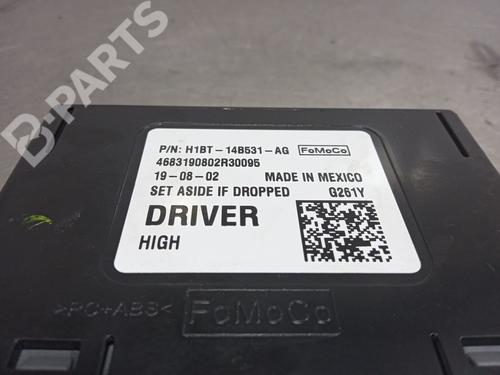 B-PARTS
P/N: H1BT-14B531-AG FoMoCo
4683190802R30095
19-08-02 MADE IN MEXICO
SET ASIDE IF DROPPED G261Y
DRIVER
HIGH
>PC+ABS<
FoMoCo